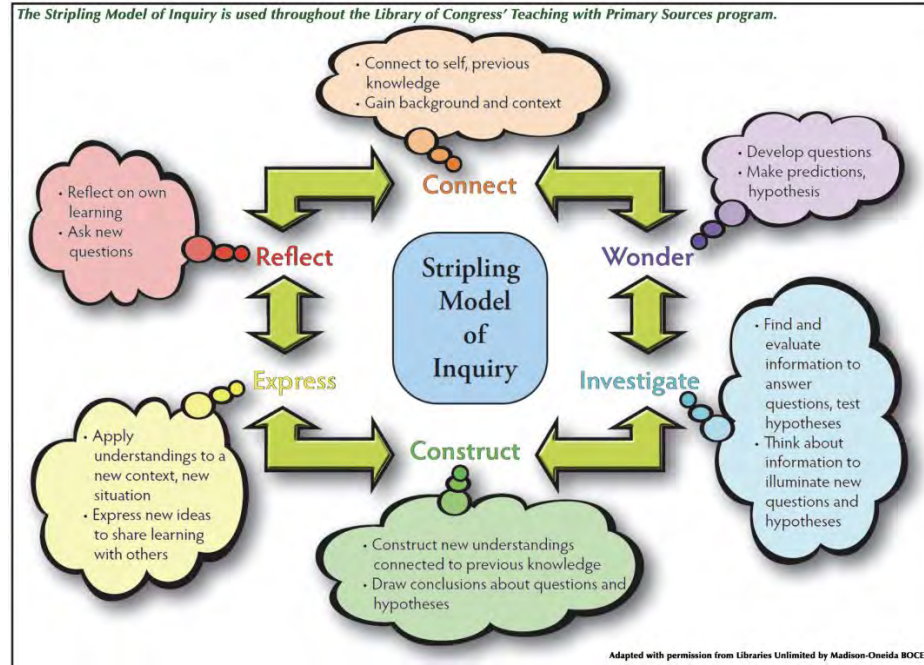 The Stripling Model of Inquiry is used throughout the Library of Congress' Teaching with Primary Sources program.
• Connect to self, previous
knowledge
• Gain background and context
Connect
• Develop questions
• Make predictions,
hypothesis
Wonder
• Find and
evaluate
information to
answer
questions, test
hypotheses
• Think about
information to
illuminate new
questions and
hypotheses
Investigate
Construct
• Construct new understandings
connected to previous knowledge
• Draw conclusions about questions and
hypotheses
Express
• Apply
understandings to
a new context, new
situation
• Express new ideas
to share learning
with others
Reflect
• Reflect on own
learning
• Ask new
questions
Stripling
Model
of
Inquiry
Adapted with permission from Libraries Unlimited by Madison-Oneida BOCE